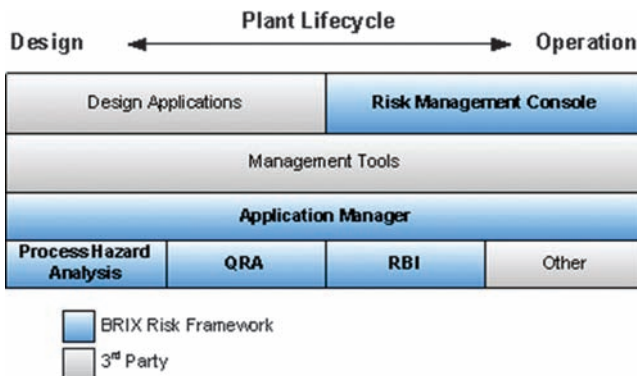 Plant Lifecycle
Design Operation
Design Applications Risk Management Console
Management Tools
Application Manager
Process Hazard
Analysis QRA RBI Other
BRIX Risk Framework
3rd Party